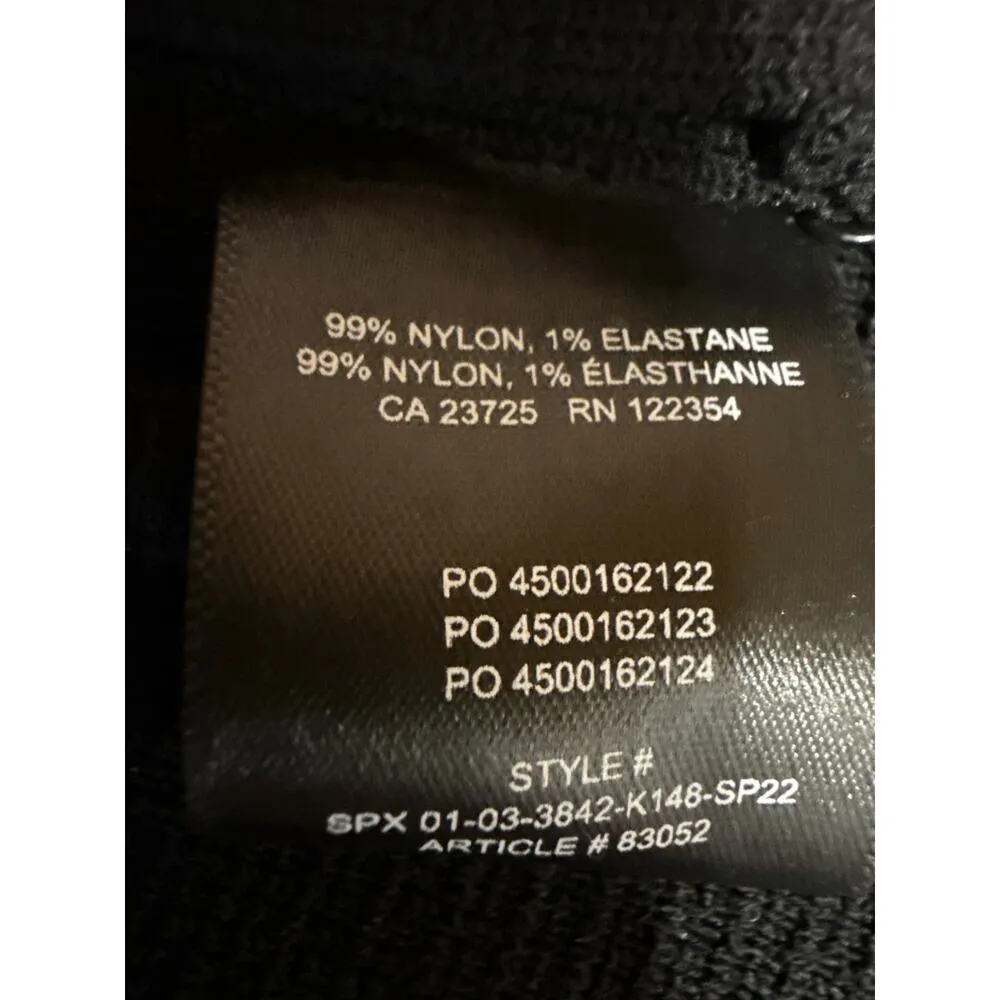 99% NYLON, 1% ELASTANE
99% NYLON, 1% ÉLASTHANNE
CA 23725 RN 122354
PO 4500162122
PO 4500162123
PO 4500162124
STYLE #
SPX 01-03-3842-K148-SP22
ARTICLE # 83052